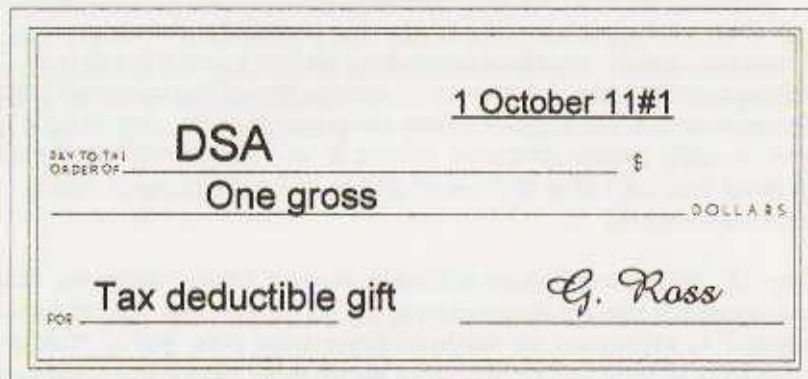 1 October 11#1
PAY TO THE
ORDER OF DSA $
One gross DOLLARS
FOR Tax deductible gift G. Ross